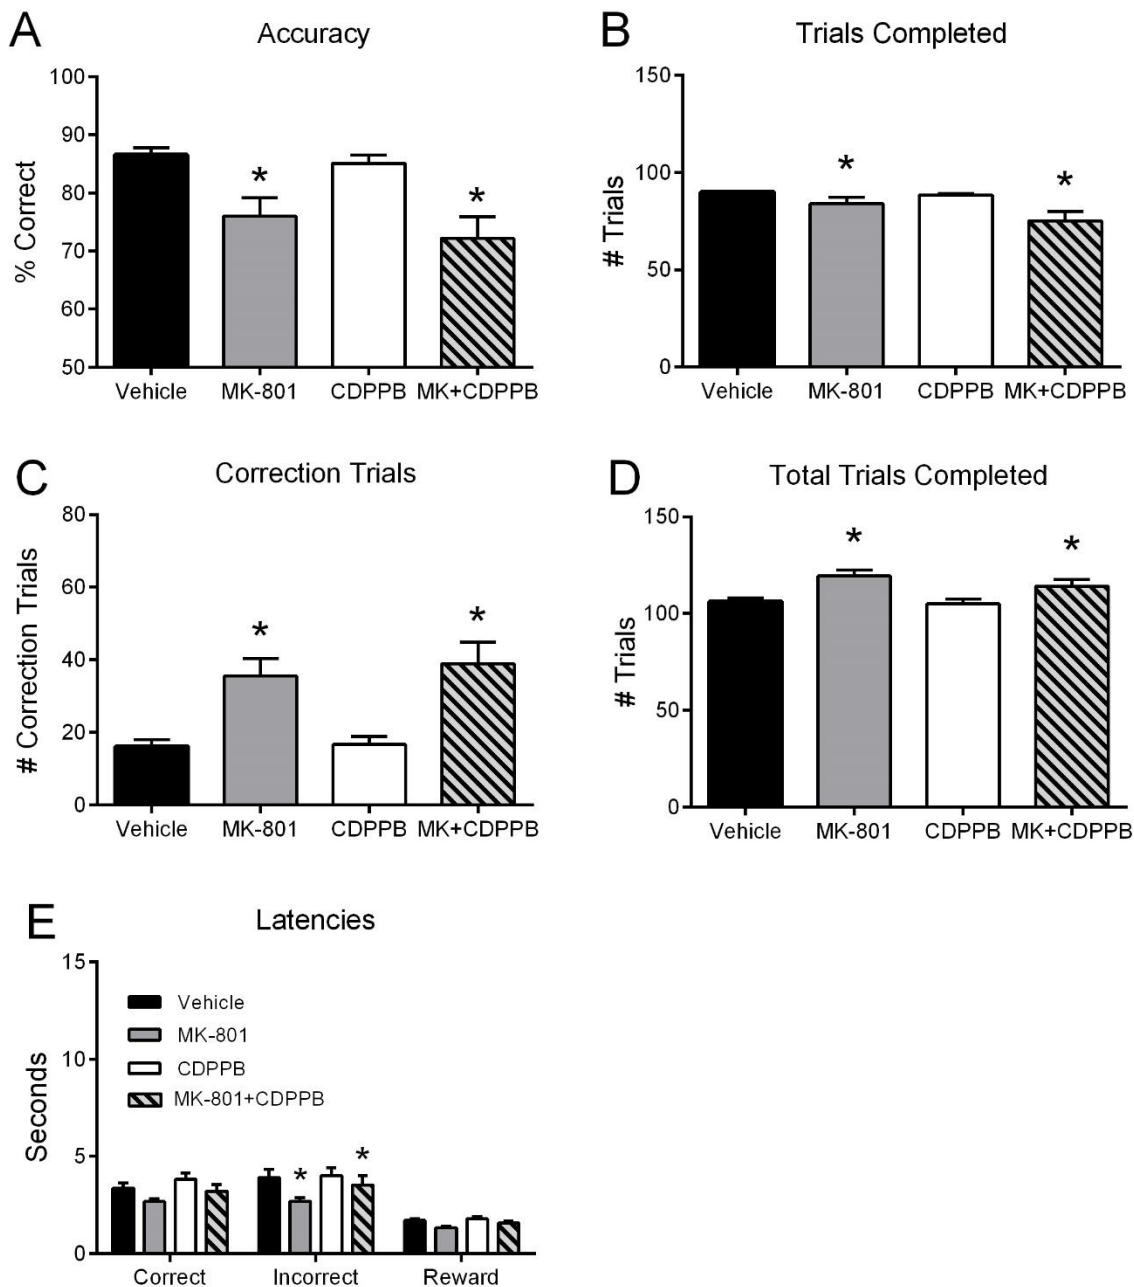 A Accuracy
% Correct
100
90
80
70
60
50
* *
Vehicle MK-801 CDPPB MK+CDPPB
B Trials Completed
# Trials
150
100
50
0
* *
Vehicle MK-801 CDPPB MK+CDPPB
C Correction Trials
# Correction Trials
80
60
40
20
0
* *
Vehicle MK-801 CDPPB MK+CDPPB
D Total Trials Completed
# Trials
150
100
50
0
* *
Vehicle MK-801 CDPPB MK+CDPPB
E Latencies
Seconds
15
10
5
0
Vehicle
MK-801
CDPPB
MK-801+CDPPB
* *
Correct Incorrect Reward